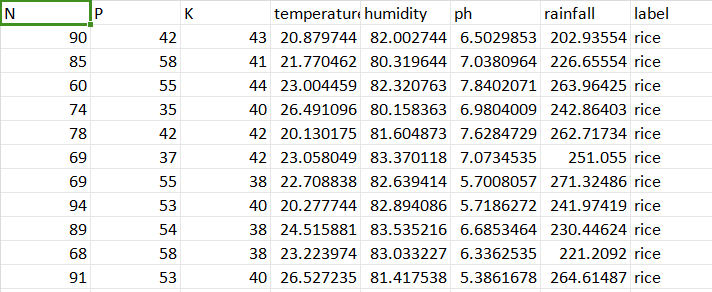 N P K temperature humidity ph rainfall label
90 42 43 20.879744 82.002744 6.5029853 202.93554 rice
85 58 41 21.770462 80.319644 7.0380964 226.65554 rice
60 55 44 23.004459 82.320763 7.8402071 263.96425 rice
74 35 40 26.491096 80.158363 6.9804009 242.86403 rice
78 42 42 20.130175 81.604873 7.6284729 262.71734 rice
69 37 42 23.058049 83.370118 7.0734535 251.055 rice
69 55 38 22.708838 82.639414 5.7008057 271.32486 rice
94 53 40 20.277744 82.894086 5.7186272 241.97419 rice
89 54 38 24.515881 83.535216 6.6853464 230.44624 rice
68 58 38 23.223974 83.033227 6.3362535 221.2092 rice
91 53 40 26.527235 81.417538 5.3861678 264.61487 rice